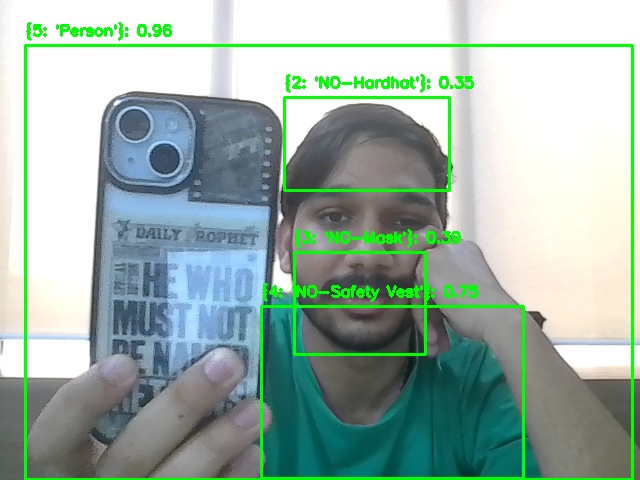 {5: 'Person'}: 0.96
{2: 'NO-Hardhat'}: 0.35
{3: 'NO-Mask'}: 0.39
{4: 'NO-Safety Vest'}: 0.75
DAILY PROPHET
HE WHO
MUST NOT
BE